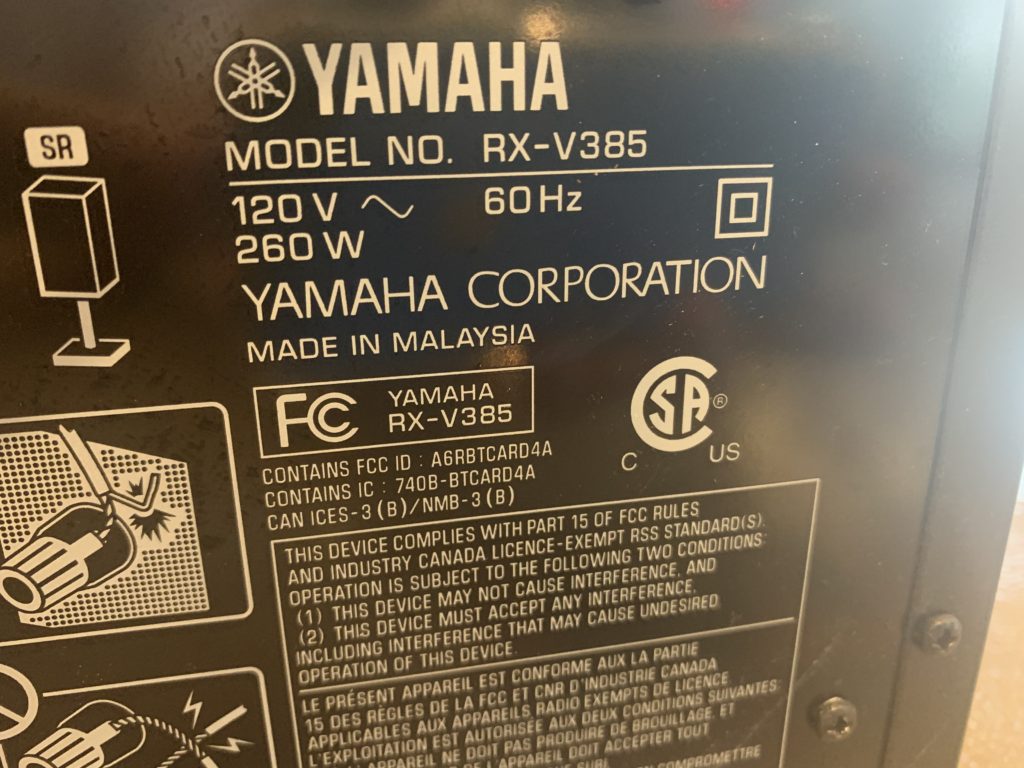 YAMAHA
SR
MODEL NO. RX-V385
120 V ~ 60 Hz
260 W
YAMAHA CORPORATION
MADE IN MALAYSIA
FC
YAMAHA
RX-V385
CSA ®
C US
CONTAINS FCC ID : A6RBTCARD4A
CONTAINS IC : 740B-BTCARD4A
CAN ICES-3 (B)/NMB-3 (B)
THIS DEVICE COMPLIES WITH PART 15 OF FCC RULES
AND INDUSTRY CANADA LICENCE-EXEMPT RSS STANDARD(S).
OPERATION IS SUBJECT TO THE FOLLOWING TWO CONDITIONS:
(1) THIS DEVICE MAY NOT CAUSE INTERFERENCE, AND
(2) THIS DEVICE MUST ACCEPT ANY INTERFERENCE,
INCLUDING INTERFERENCE THAT MAY CAUSE UNDESIRED
OPERATION OF THIS DEVICE.
LE PRÉSENT APPAREIL EST CONFORME AUX LA PARTIE
15 DES RÈGLES DE LA FCC ET CNR D'INDUSTRIE CANADA
APPLICABLES AUX APPAREILS RADIO EXEMPTS DE LICENCE.
L'EXPLOITATION EST AUTORISÉE AUX DEUX CONDITIONS SUIVANTES:
APPAREIL NE DOIT PAS PRODUIRE DE BROUILLAGE, ET
APPAREIL DOIT ACCEPTER TOUT
COMPROMETTRE